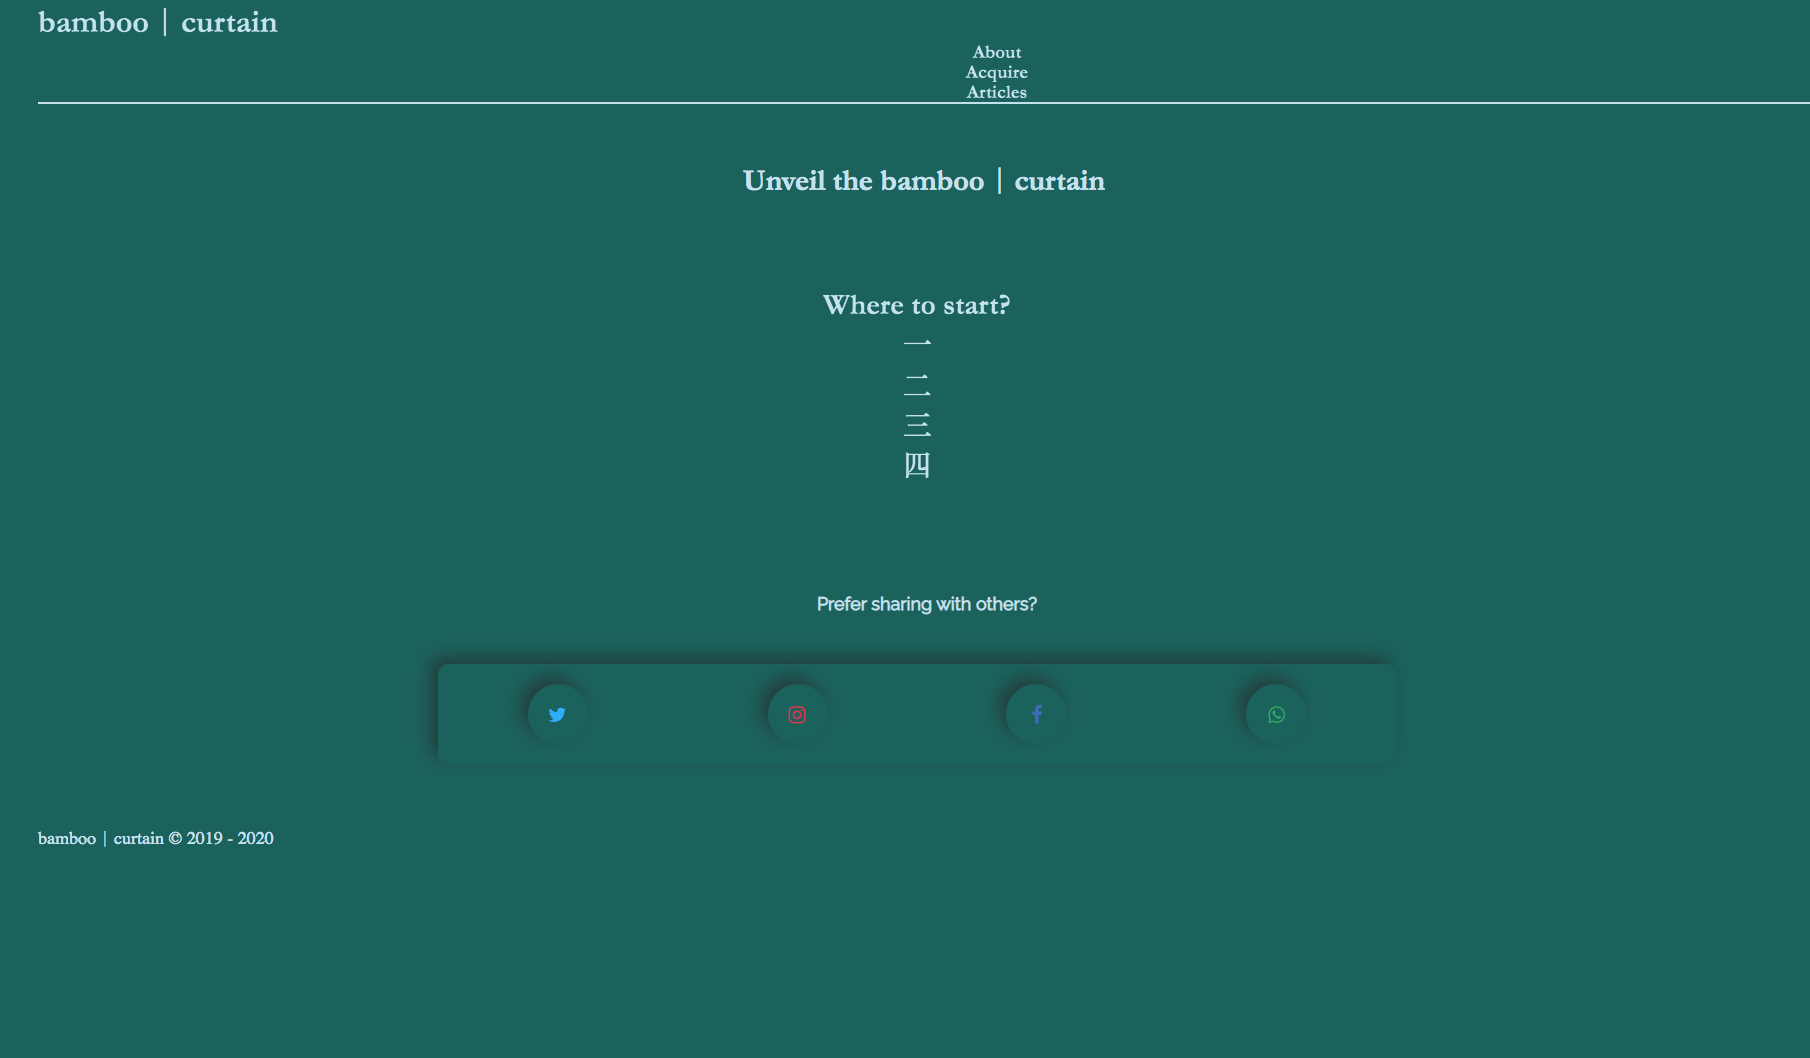 bamboo | curtain
About
Acquire
Articles
Unveil the bamboo | curtain
Where to start?
一
二
三
四
Prefer sharing with others?
bamboo | curtain © 2019 - 2020